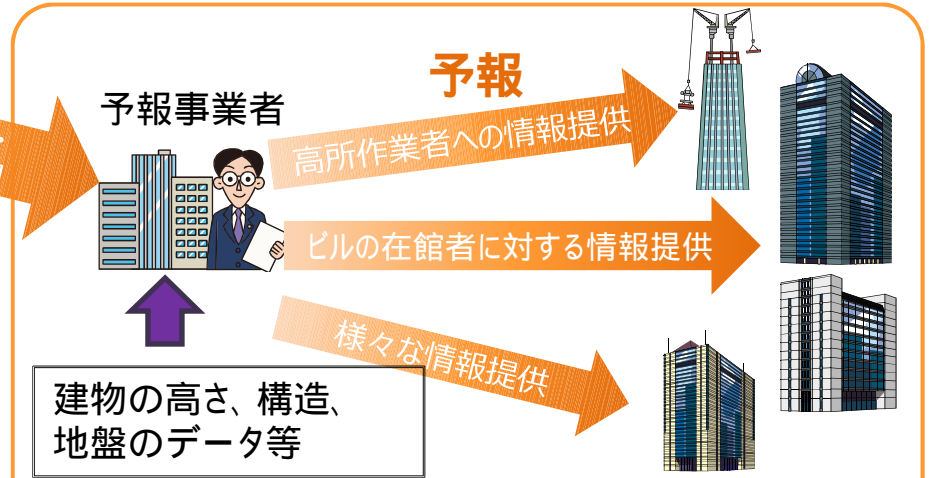 予報
予報事業者
高所作業者への情報提供
ビルの在館者に対する情報提供
様々な情報提供
建物の高さ、構造、
地盤のデータ等